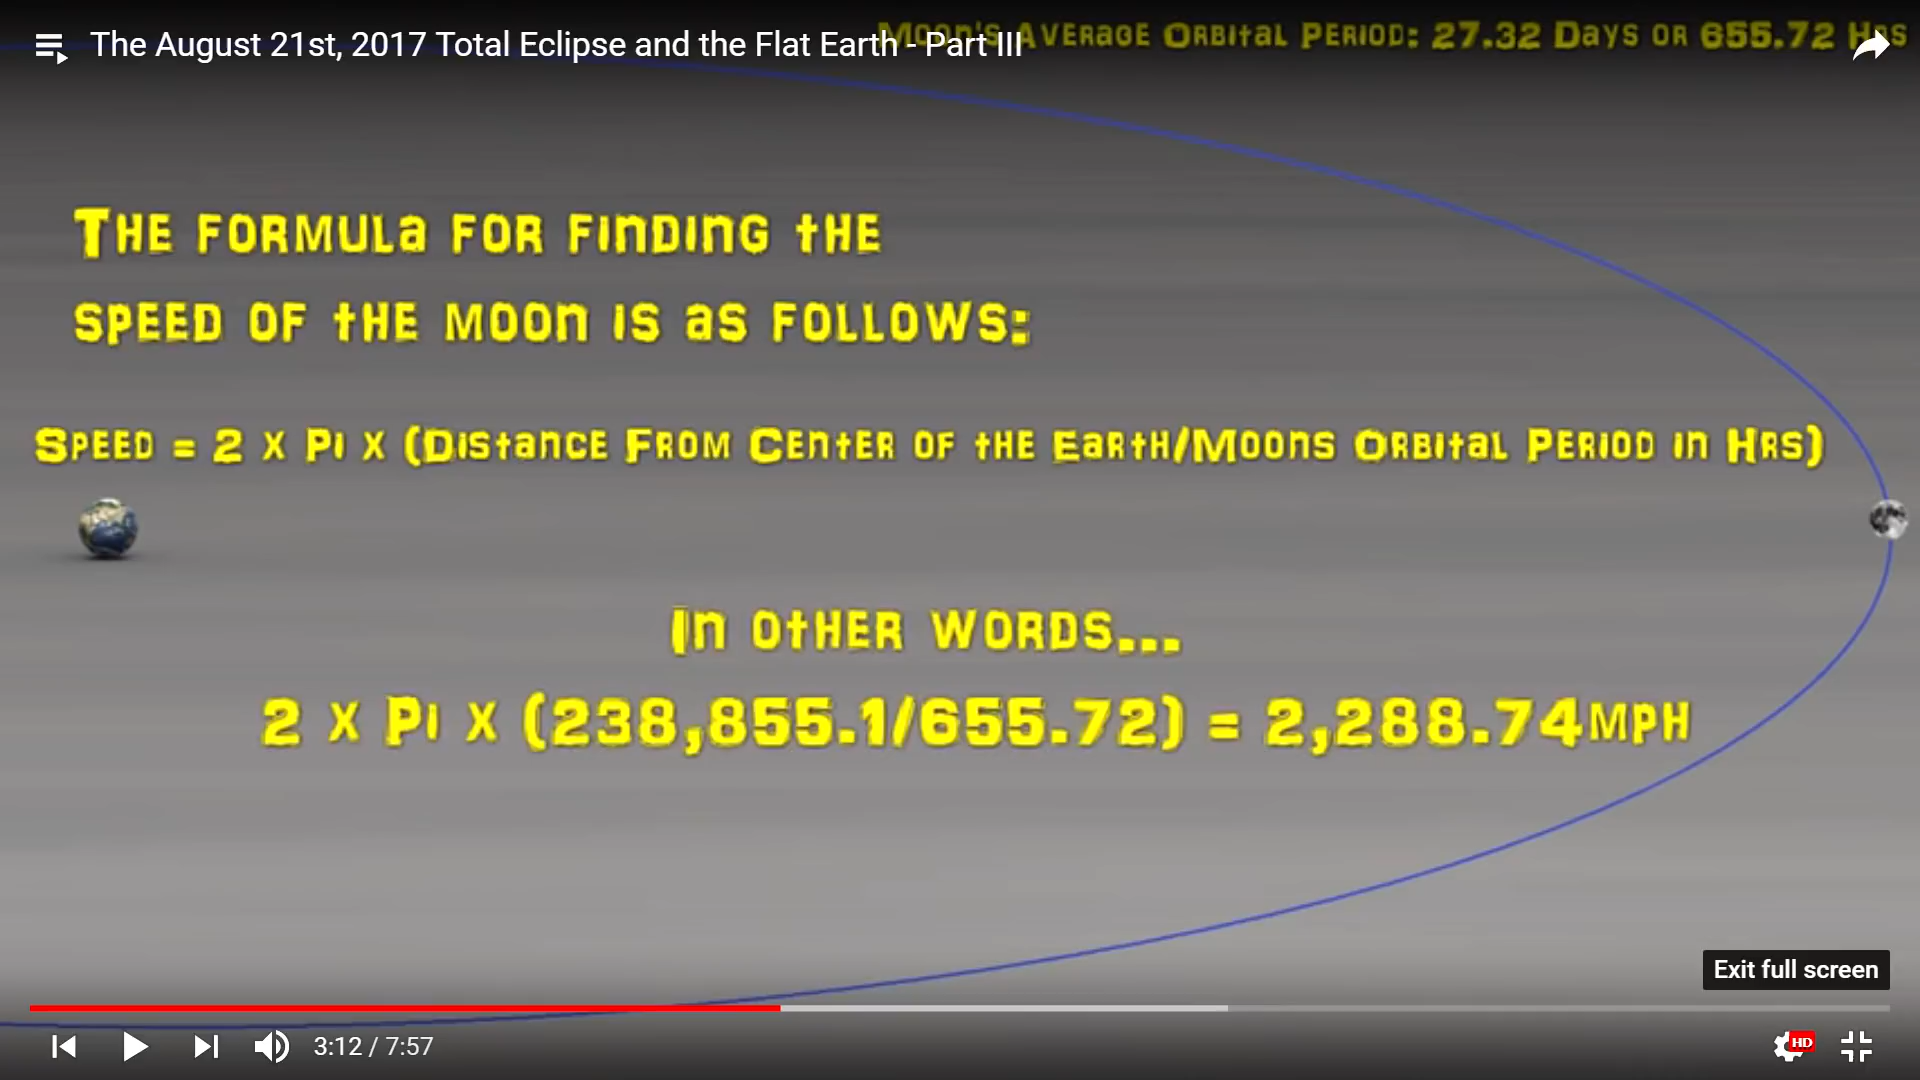 Moon's Average Orbital Period: 27.32 Days or 655.72 Hrs
The August 21st, 2017 Total Eclipse and the Flat Earth - Part III
The formula for finding the
speed of the moon is as follows:
Speed = 2 x Pi x (Distance From Center of the Earth/Moons Orbital Period in Hrs)
In other words...
2 x Pi x (238,855.1/655.72) = 2,288.74mph
Exit full screen
3:12 / 7:57
HD